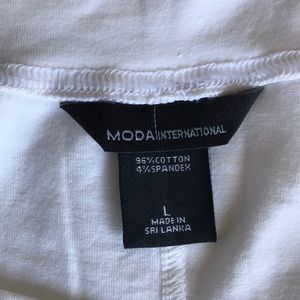 MODA INTERNATIONAL
96% COTTON
4% SPANDEX
L
MADE IN
SRI LANKA